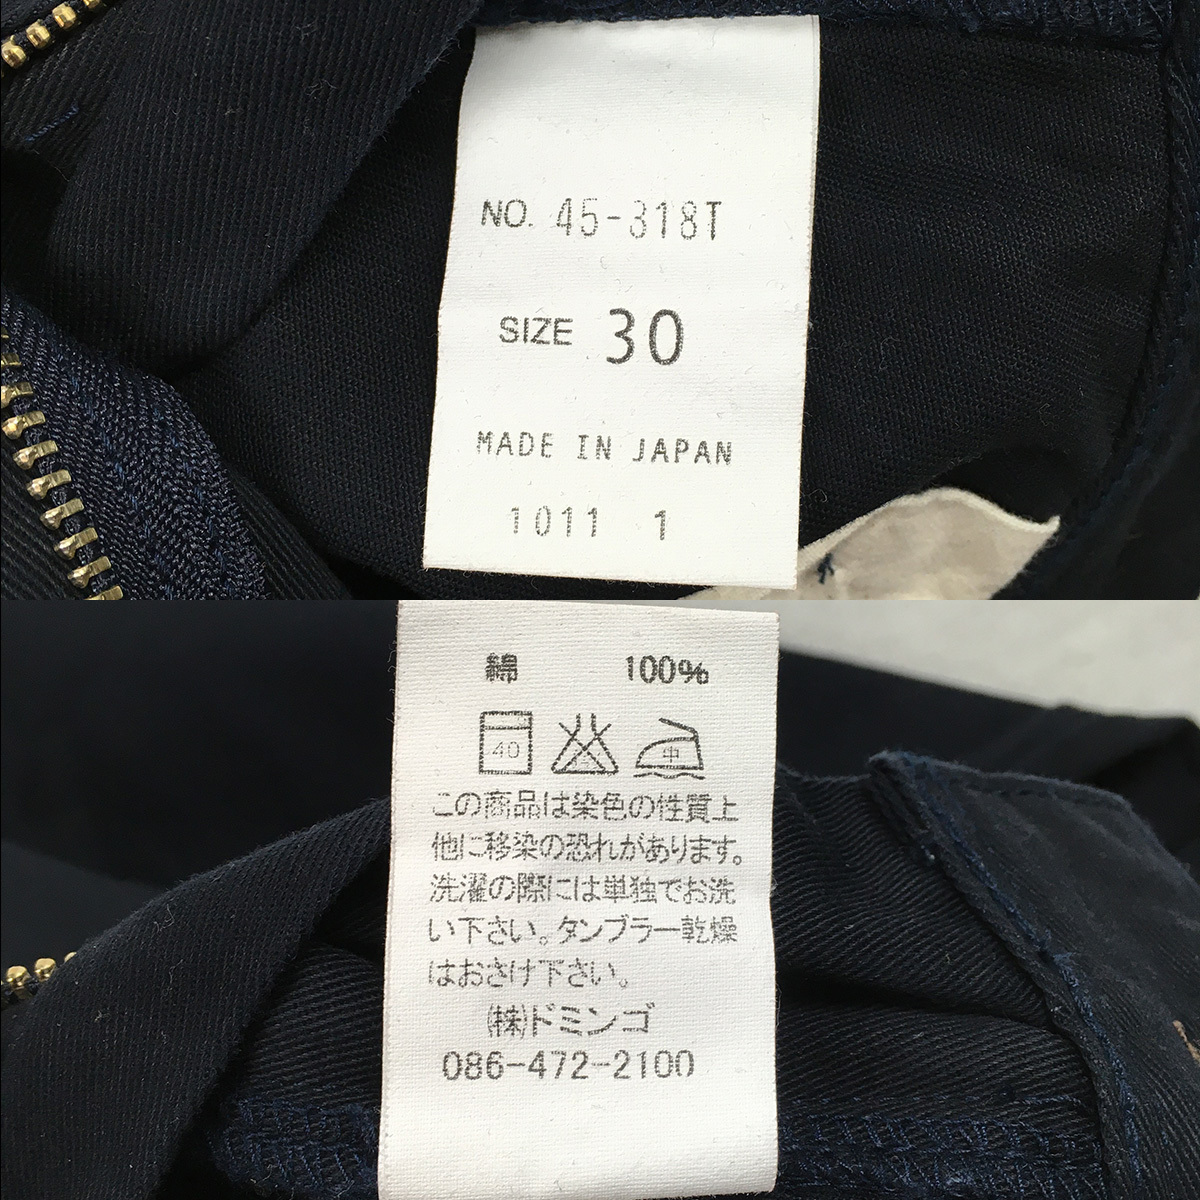 NO. 45-318T
SIZE 30
MADE IN JAPAN
1011 1
綿 100%
40 中
この商品は染色の性質上
他に移染の恐れがあります。
洗濯の際には単独でお洗
い下さい。タンブラー乾燥
はおさけ下さい。
(株)ドミンゴ
086-472-2100